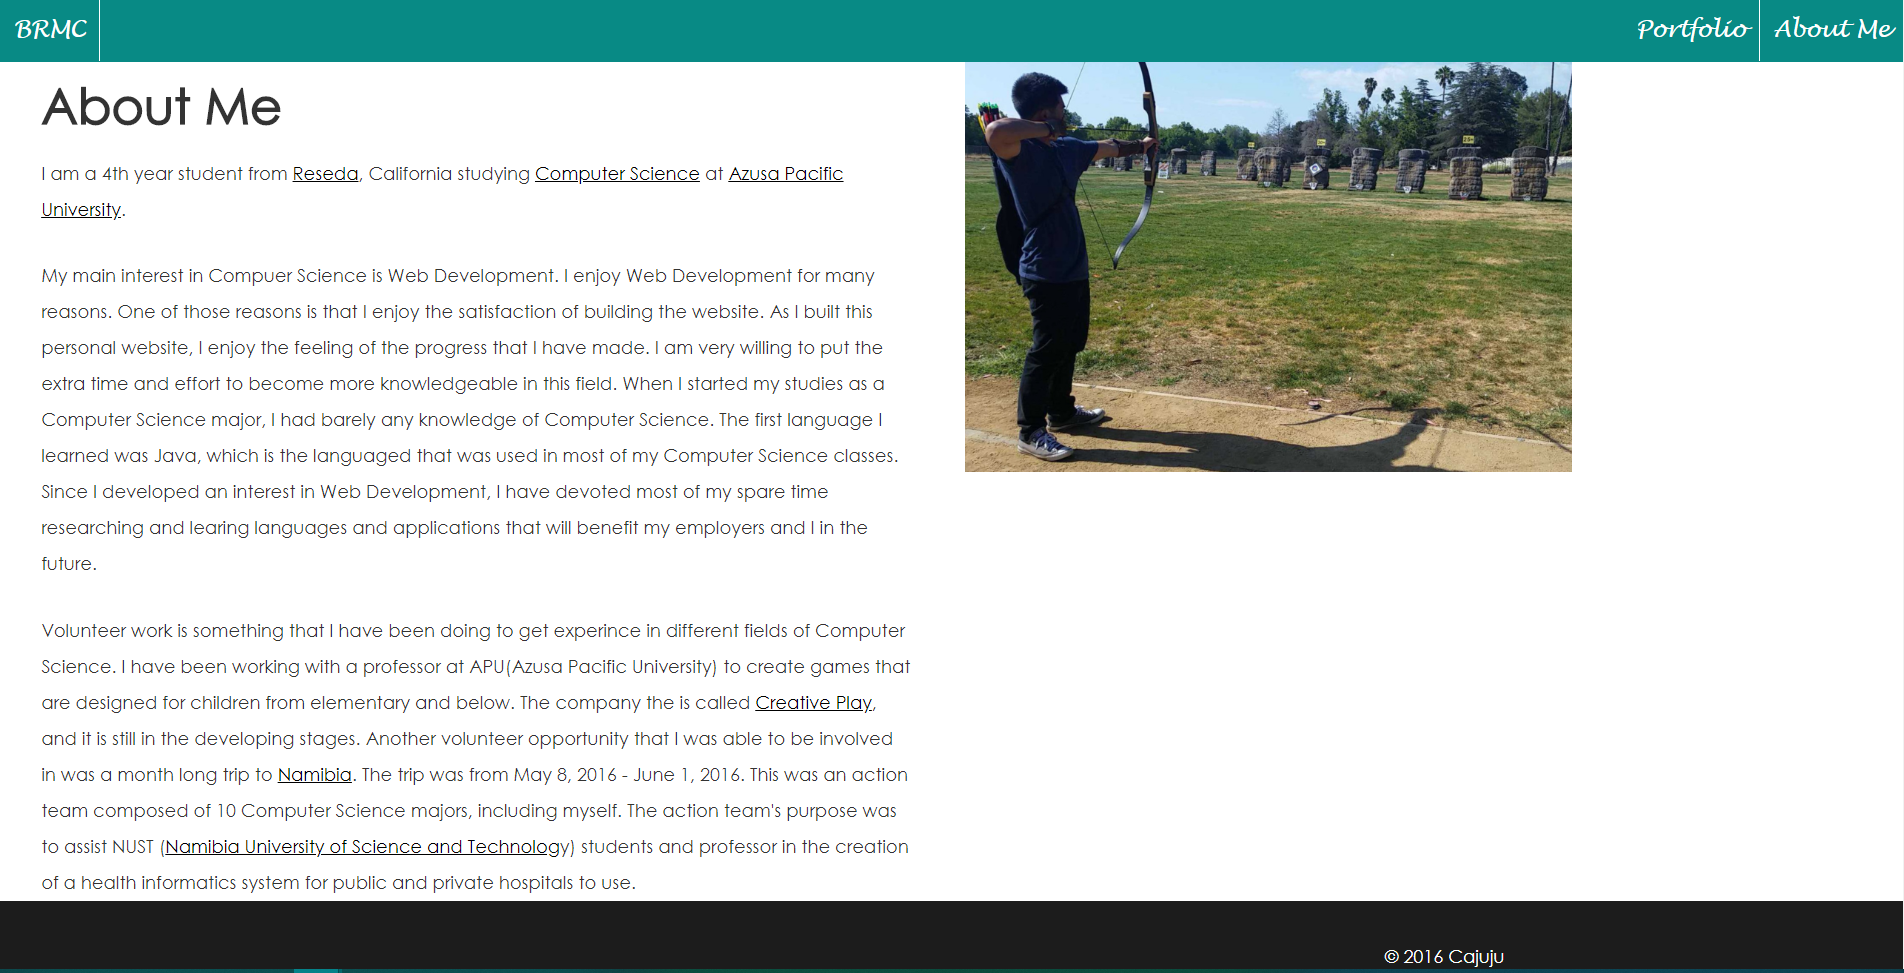 BRMC
Portfolio
About Me
About Me
I am a 4th year student from Reseda, California studying Computer Science at Azusa Pacific
University.
My main interest in Compuer Science is Web Development. I enjoy Web Development for many
reasons. One of those reasons is that I enjoy the satisfaction of building the website. As I built this
personal website, I enjoy the feeling of the progress that I have made. I am very willing to put the
extra time and effort to become more knowledgeable in this field. When I started my studies as a
Computer Science major, I had barely any knowledge of Computer Science. The first language I
learned was Java, which is the languaged that was used in most of my Computer Science classes.
Since I developed an interest in Web Development, I have devoted most of my spare time
researching and learing languages and applications that will benefit my employers and I in the
future.
Volunteer work is something that I have been doing to get experince in different fields of Computer
Science. I have been working with a professor at APU(Azusa Pacific University) to create games that
are designed for children from elementary and below. The company the is called Creative Play,
and it is still in the developing stages. Another volunteer opportunity that I was able to be involved
in was a month long trip to Namibia. The trip was from May 8, 2016 - June 1, 2016. This was an action
team composed of 10 Computer Science majors, including myself. The action team's purpose was
to assist NUST (Namibia University of Science and Technology) students and professor in the creation
of a health informatics system for public and private hospitals to use.
© 2016 Cajuju